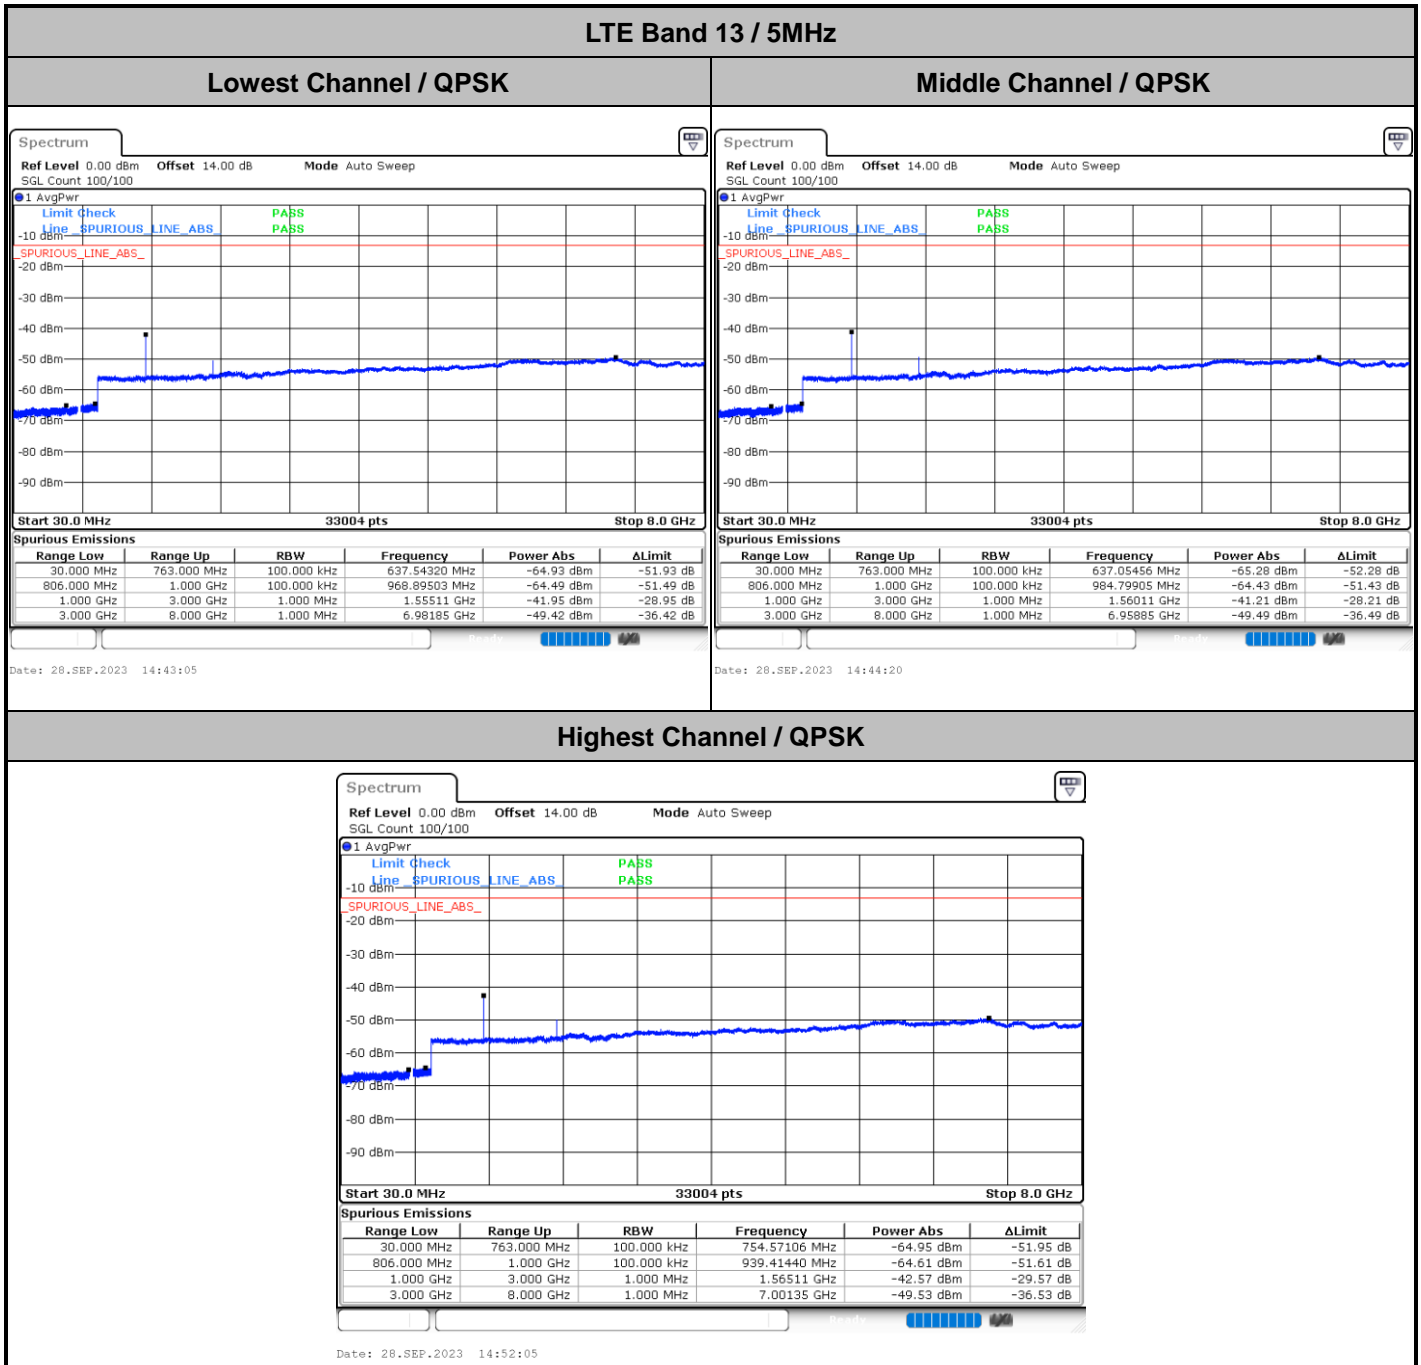 LTE Band 13 / 5MHz
Lowest Channel / QPSK
Middle Channel / QPSK
Spectrum
Ref Level 0.00 dBm Offset 14.00 dB Mode Auto Sweep
SGL Count 100/100
1 AvgPwr
Limit Check PASS
Line _SPURIOUS_LINE_ABS_ PASS
-10 dBm
_SPURIOUS_LINE_ABS_
-20 dBm
-30 dBm
-40 dBm
-50 dBm
-60 dBm
-70 dBm
-80 dBm
-90 dBm
Start 30.0 MHz 33004 pts Stop 8.0 GHz
Spurious Emissions
Range Low Range Up RBW Frequency Power Abs ΔLimit
30.000 MHz 763.000 MHz 100.000 kHz 637.54320 MHz -64.93 dBm -51.93 dB
806.000 MHz 1.000 GHz 100.000 kHz 968.89503 MHz -64.49 dBm -51.49 dB
1.000 GHz 3.000 GHz 1.000 MHz 1.55511 GHz -41.95 dBm -28.95 dB
3.000 GHz 8.000 GHz 1.000 MHz 6.98185 GHz -49.42 dBm -36.42 dB
Ready
Date: 28.SEP.2023 14:43:05
Spectrum
Ref Level 0.00 dBm Offset 14.00 dB Mode Auto Sweep
SGL Count 100/100
1 AvgPwr
Limit Check PASS
Line _SPURIOUS_LINE_ABS_ PASS
-10 dBm
_SPURIOUS_LINE_ABS_
-20 dBm
-30 dBm
-40 dBm
-50 dBm
-60 dBm
-70 dBm
-80 dBm
-90 dBm
Start 30.0 MHz 33004 pts Stop 8.0 GHz
Spurious Emissions
Range Low Range Up RBW Frequency Power Abs ΔLimit
30.000 MHz 763.000 MHz 100.000 kHz 637.05456 MHz -65.28 dBm -52.28 dB
806.000 MHz 1.000 GHz 100.000 kHz 984.79905 MHz -64.43 dBm -51.43 dB
1.000 GHz 3.000 GHz 1.000 MHz 1.56011 GHz -41.21 dBm -28.21 dB
3.000 GHz 8.000 GHz 1.000 MHz 6.95885 GHz -49.49 dBm -36.49 dB
Ready
Date: 28.SEP.2023 14:44:20
Highest Channel / QPSK
Spectrum
Ref Level 0.00 dBm Offset 14.00 dB Mode Auto Sweep
SGL Count 100/100
1 AvgPwr
Limit Check PASS
Line _SPURIOUS_LINE_ABS_ PASS
-10 dBm
_SPURIOUS_LINE_ABS_
-20 dBm
-30 dBm
-40 dBm
-50 dBm
-60 dBm
-70 dBm
-80 dBm
-90 dBm
Start 30.0 MHz 33004 pts Stop 8.0 GHz
Spurious Emissions
Range Low Range Up RBW Frequency Power Abs ΔLimit
30.000 MHz 763.000 MHz 100.000 kHz 754.57106 MHz -64.95 dBm -51.95 dB
806.000 MHz 1.000 GHz 100.000 kHz 939.41440 MHz -64.61 dBm -51.61 dB
1.000 GHz 3.000 GHz 1.000 MHz 1.56511 GHz -42.57 dBm -29.57 dB
3.000 GHz 8.000 GHz 1.000 MHz 7.00135 GHz -49.53 dBm -36.53 dB
Ready
Date: 28.SEP.2023 14:52:05